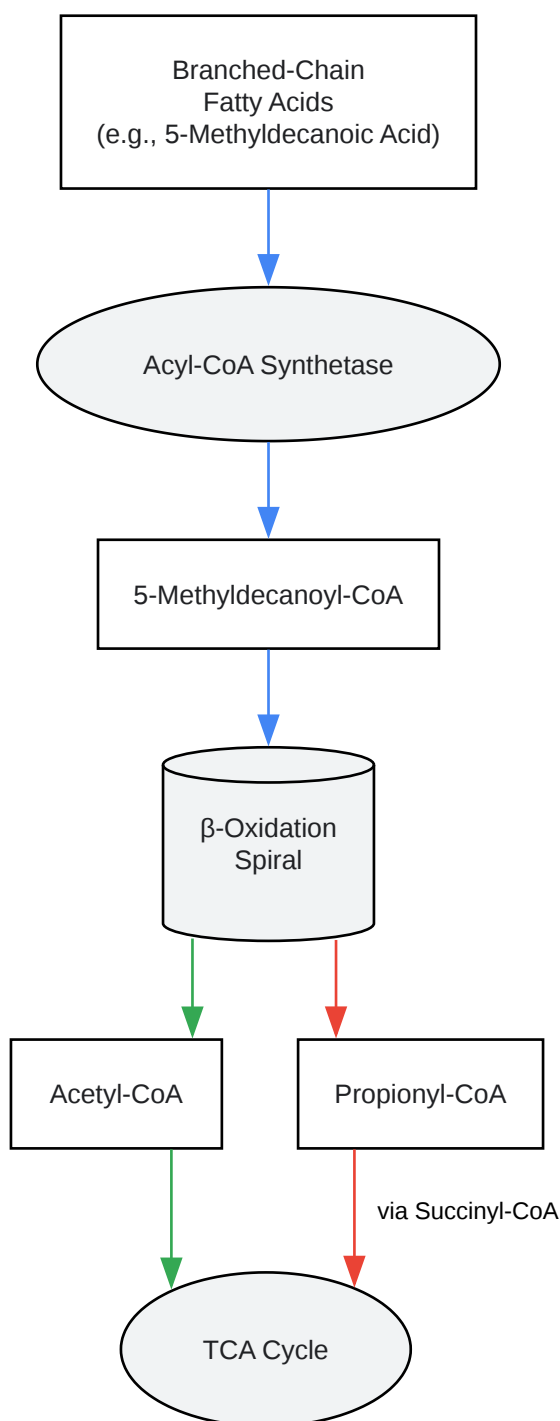 Branched-Chain
Fatty Acids
(e.g., 5-Methyldecanoic Acid)
Acyl-CoA Synthetase
5-Methyldecanoyl-CoA
β-Oxidation
Spiral
Acetyl-CoA
Propionyl-CoA
via Succinyl-CoA
TCA Cycle